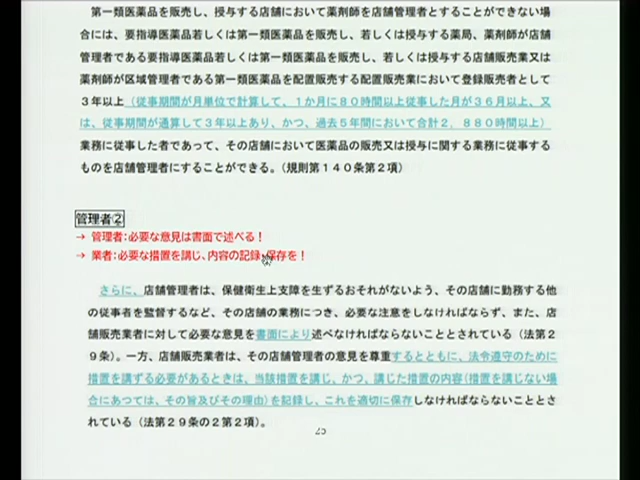 第一類医薬品を販売し、授与する店舗において薬剤師を店舗管理者とすることができない場
合には、要指導医薬品若しくは第一類医薬品を販売し、若しくは授与する薬局、薬剤師が店舗
管理者である要指導医薬品若しくは第一類医薬品を販売し、若しくは授与する店舗販売業又は
薬剤師が区域管理者である第一類医薬品を配置販売する配置販売業において登録販売者として
３年以上（従事期間が月単位で計算して、１か月に８０時間以上従事した月が３６月以上、又
は、従事期間が通算して３年以上あり、かつ、過去５年間において合計２，８８０時間以上）
業務に従事した者であって、その店舗において医薬品の販売又は授与に関する業務に従事する
ものを店舗管理者にすることができる。（規則第１４０条第２項）
管理者②
→ 管理者：必要な意見は書面で述べる！
→ 業者：必要な措置を講じ、内容の記録、保存を！
さらに、店舗管理者は、保健衛生上支障を生ずるおそれがないよう、その店舗に勤務する他
の従事者を監督するなど、その店舗の業務につき、必要な注意をしなければならず、また、店
舗販売業者に対して必要な意見を書面により述べなければならないこととされている（法第２
９条）。一方、店舗販売業者は、その店舗管理者の意見を尊重するとともに、法令遵守のために
措置を講ずる必要があるときは、当該措置を講じ、かつ、講じた措置の内容（措置を講じない場
合にあつては、その旨及びその理由）を記録し、これを適切に保存しなければならないこととさ
れている（法第２９条の２第２項）。